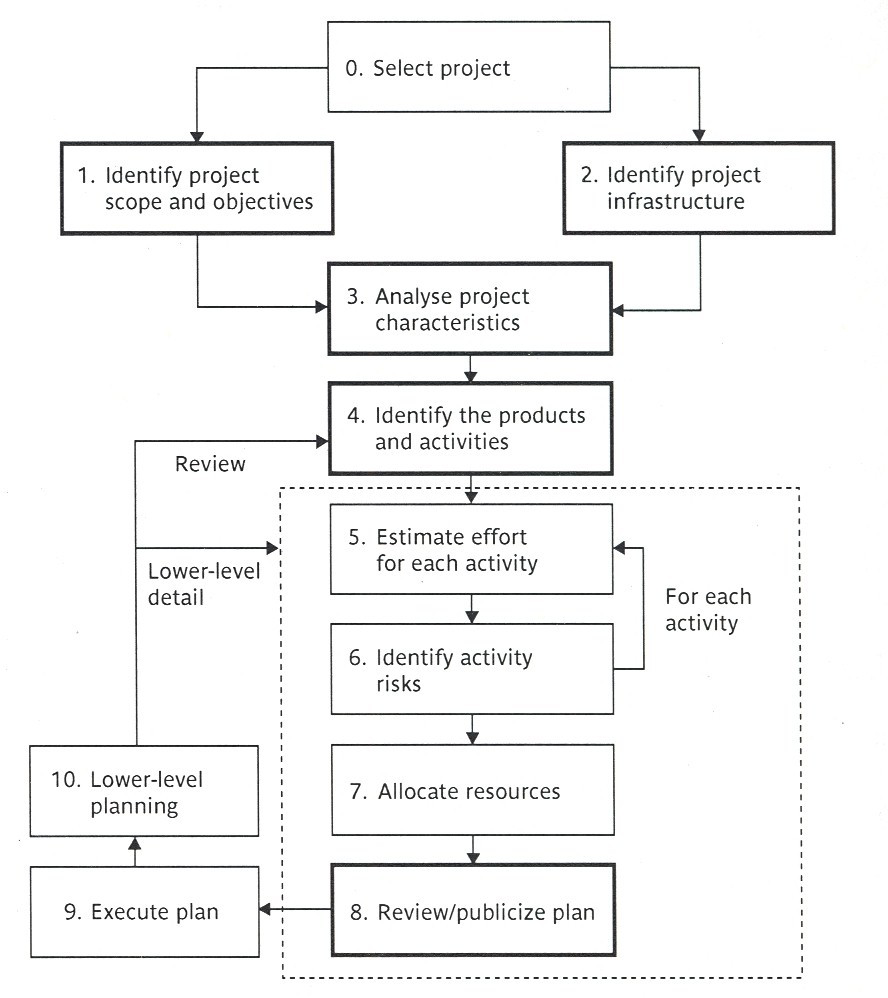 0. Select project
1. Identify project
scope and objectives
2. Identify project
infrastructure
3. Analyse project
characteristics
4. Identify the products
and activities
Review
5. Estimate effort
for each activity
Lower-level
detail
For each
activity
6. Identify activity
risks
10. Lower-level
planning
7. Allocate resources
9. Execute plan
8. Review/publicize plan